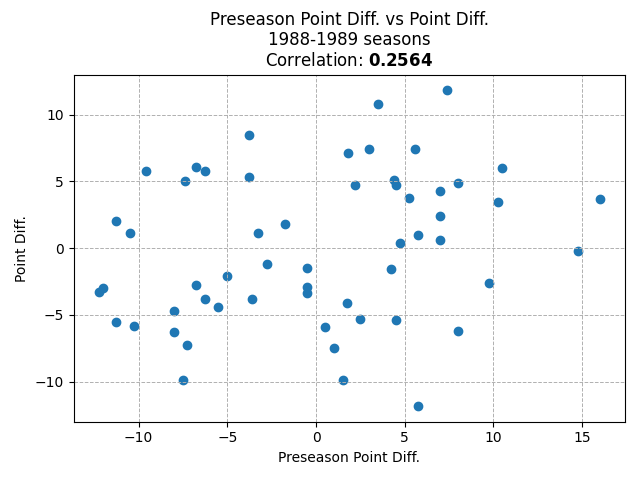 Preseason Point Diff. vs Point Diff.
1988-1989 seasons
Correlation: 0.2564
Point Diff.
10
5
0
−5
−10
−10
−5
0
5
10
15
Preseason Point Diff.